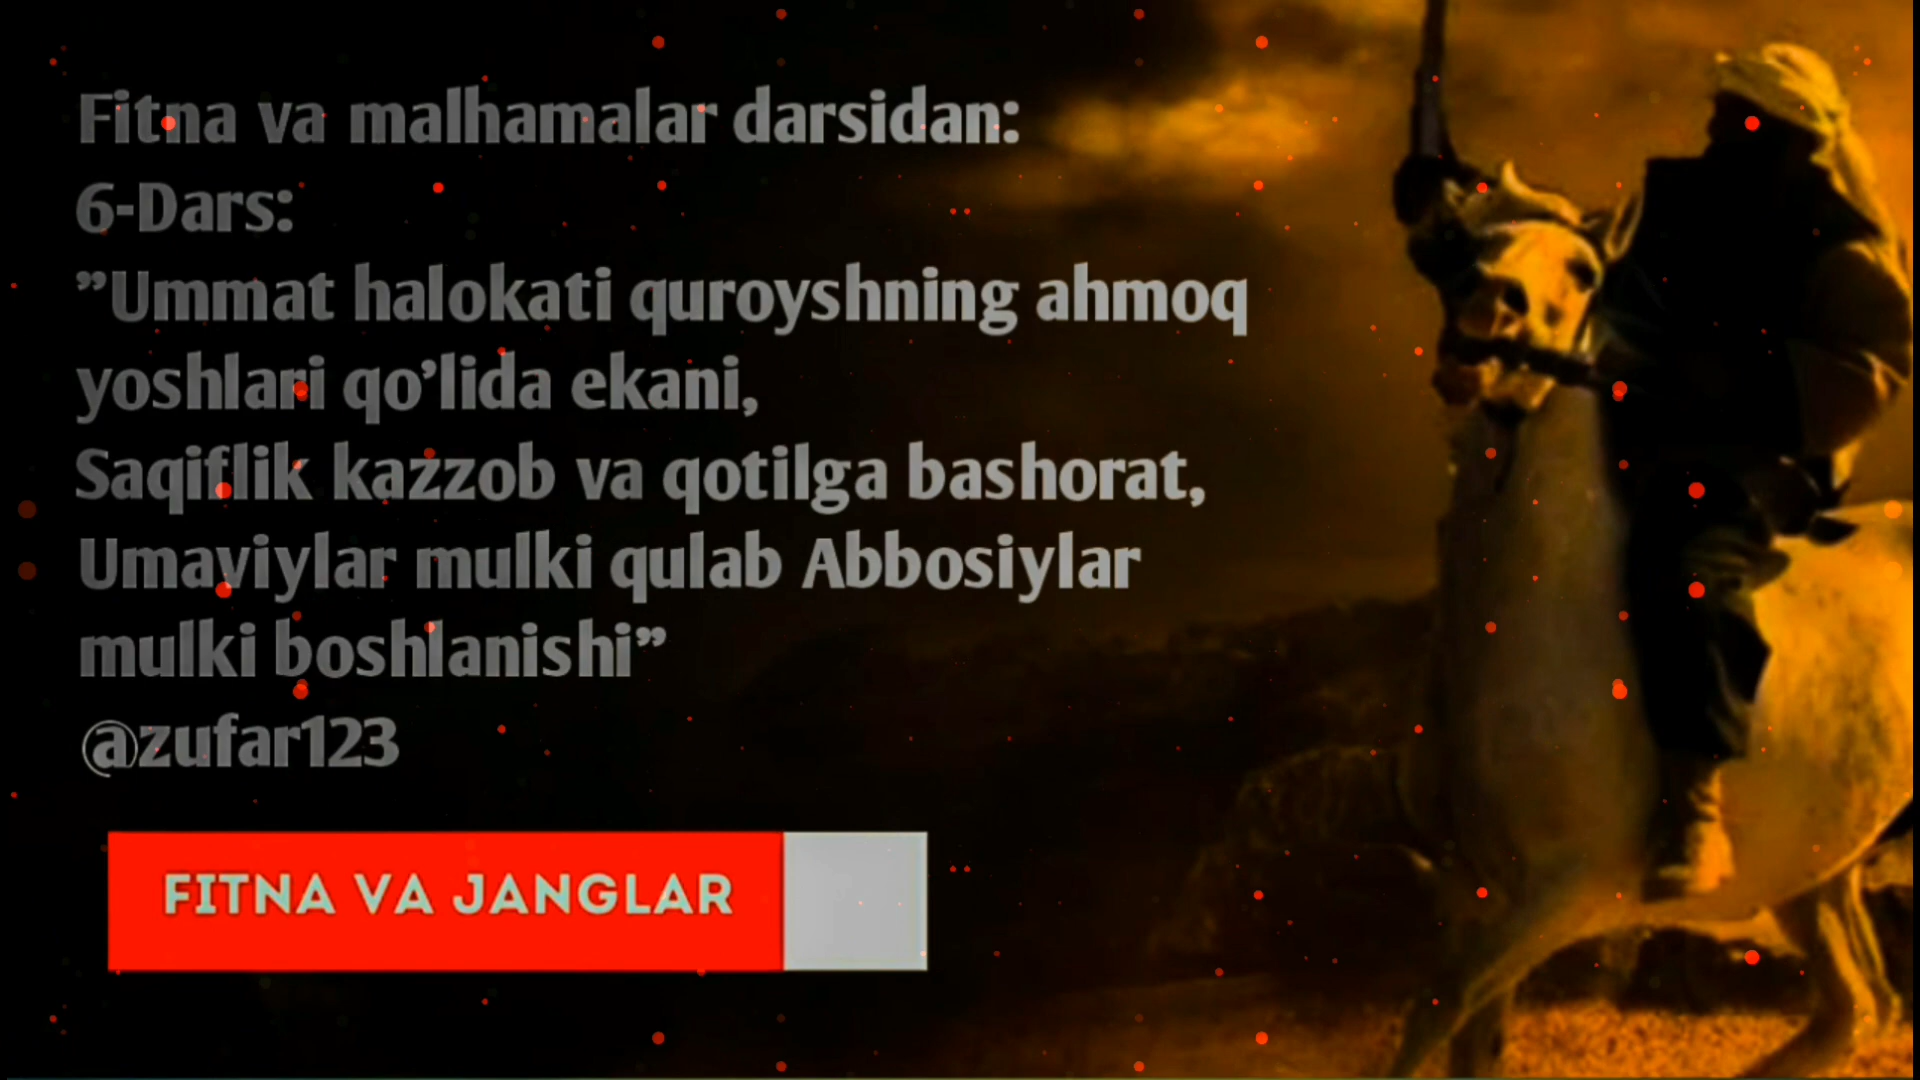 Fitna va malhamalar darsidan:
6-Dars:
”Ummat halokati quroyshning ahmoq
yoshlari qo’lida ekani,
Saqiflik kazzob va qotilga bashorat,
Umaviylar mulki qulab Abbosiylar
mulki boshlanishi”
@zufar123
FITNA VA JANGLAR